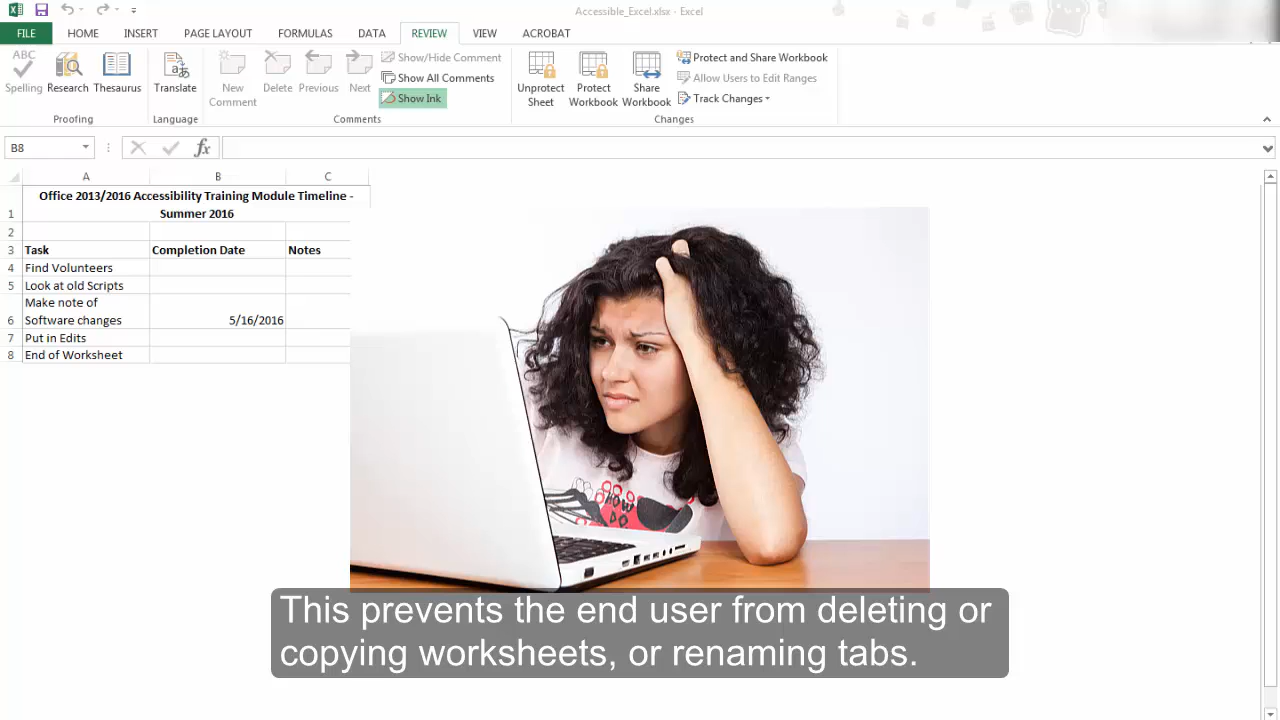 Accessible_Excel.xlsx - Excel
FILE HOME INSERT PAGE LAYOUT FORMULAS DATA REVIEW VIEW ACROBAT
ABC
Spelling Research Thesaurus
Proofing
Translate
Language
New Comment Delete Previous Next
Show/Hide Comment
Show All Comments
Show Ink
Comments
Unprotect Sheet Protect Workbook Share Workbook
Protect and Share Workbook
Allow Users to Edit Ranges
Track Changes
Changes
B8 fx
A B C
1 Office 2013/2016 Accessibility Training Module Timeline -
Summer 2016
2
3 Task Completion Date Notes
4 Find Volunteers
5 Look at old Scripts
Make note of
6 Software changes 5/16/2016
7 Put in Edits
8 End of Worksheet
HOW
DO
This prevents the end user from deleting or
copying worksheets, or renaming tabs.